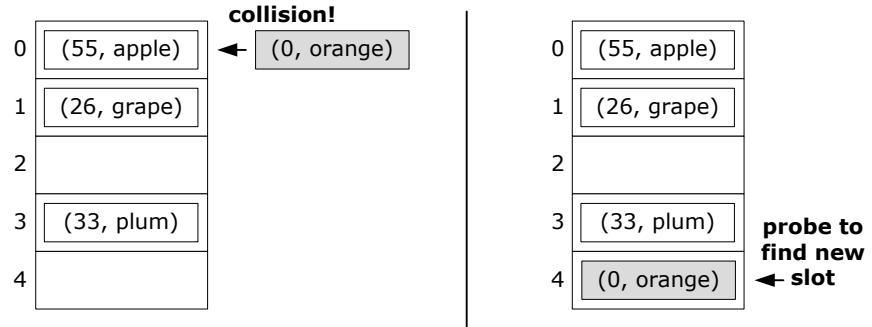 collision!
0 (55, apple) (0, orange)
1 (26, grape)
2
3 (33, plum)
4
0 (55, apple)
1 (26, grape)
2
3 (33, plum)
4 (0, orange)
probe to
find new
slot